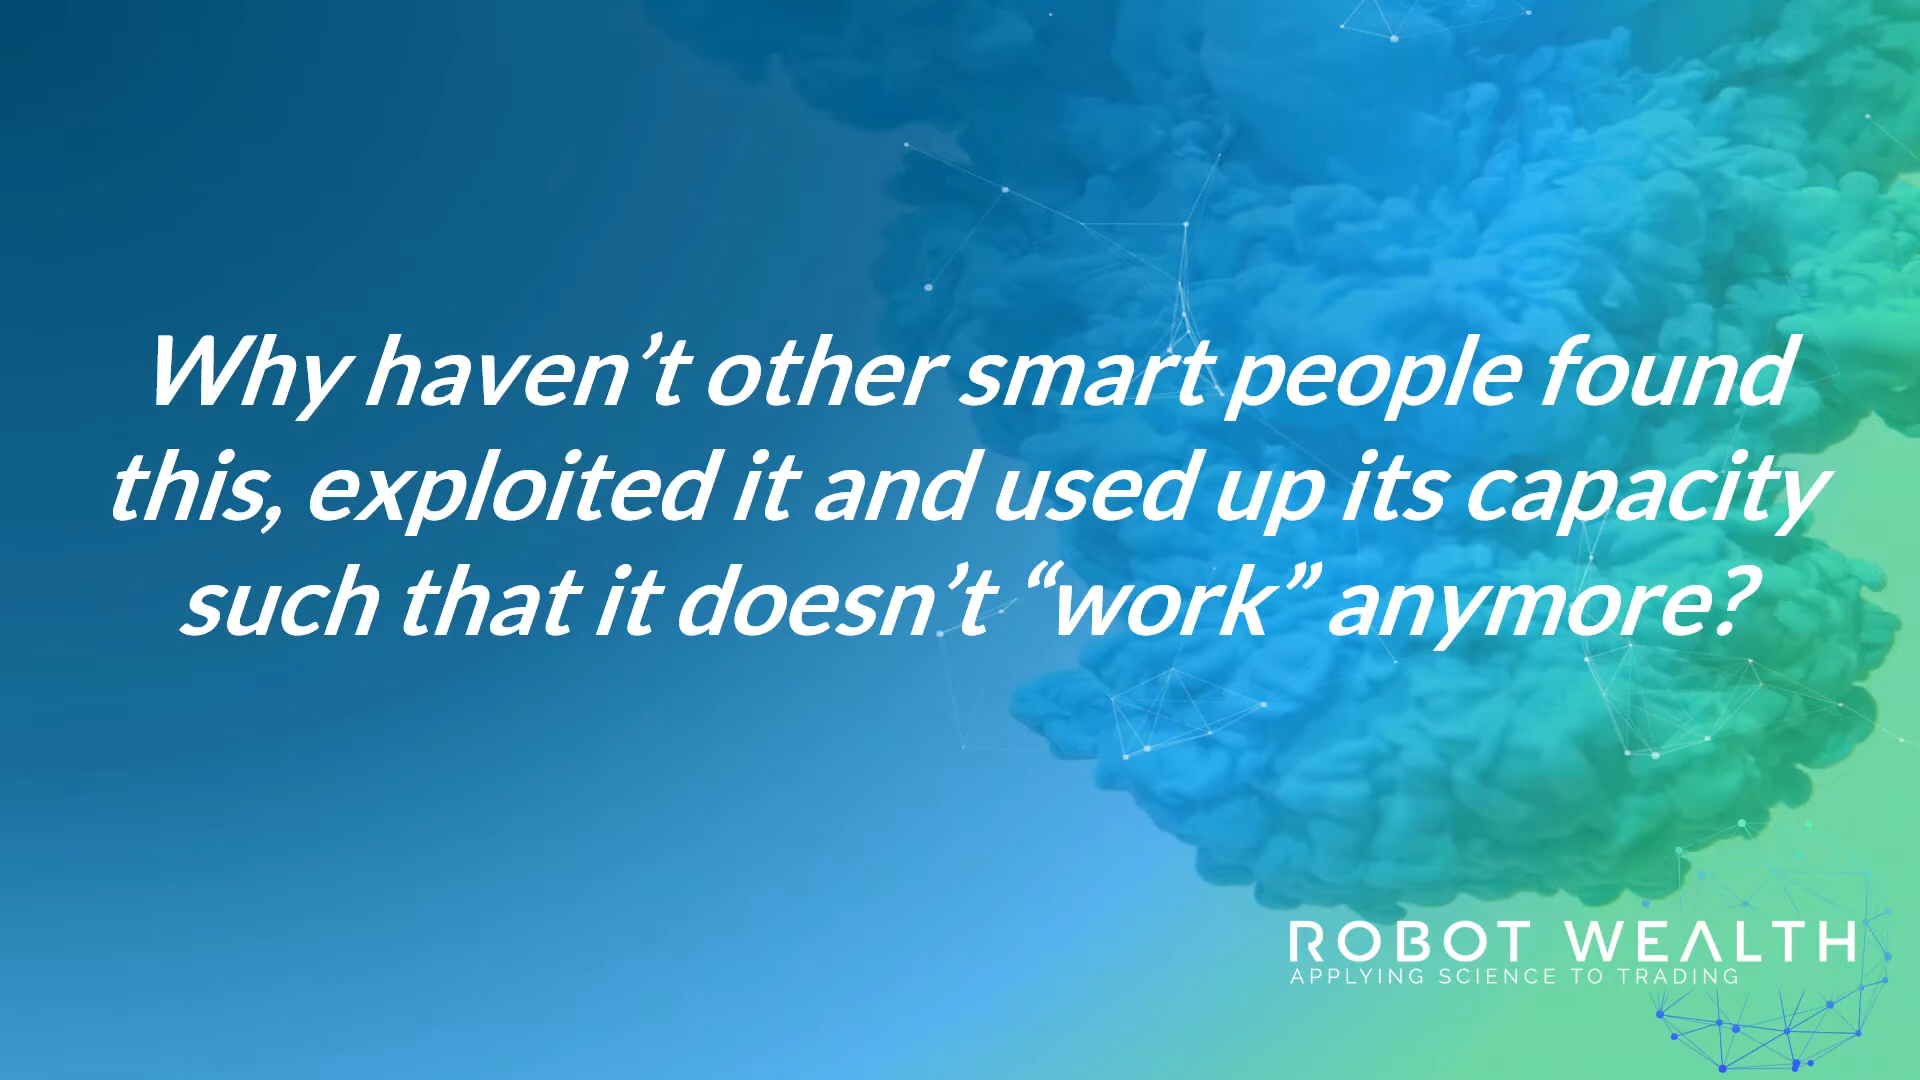 Why haven’t other smart people found
this, exploited it and used up its capacity
such that it doesn’t “work” anymore?
ROBOT WEALTH
APPLYING SCIENCE TO TRADING